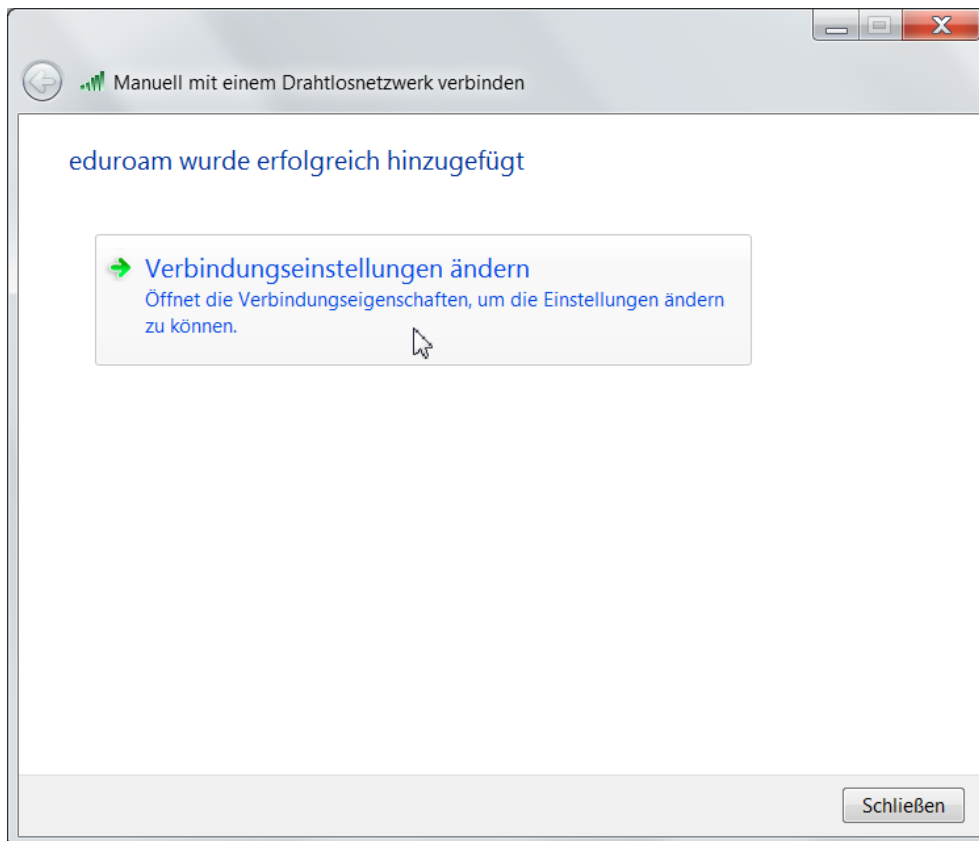 Manuell mit einem Drahtlosnetzwerk verbinden
eduroam wurde erfolgreich hinzugefügt
Verbindungseinstellungen ändern
Öffnet die Verbindungseigenschaften, um die Einstellungen ändern
zu können.
Schließen